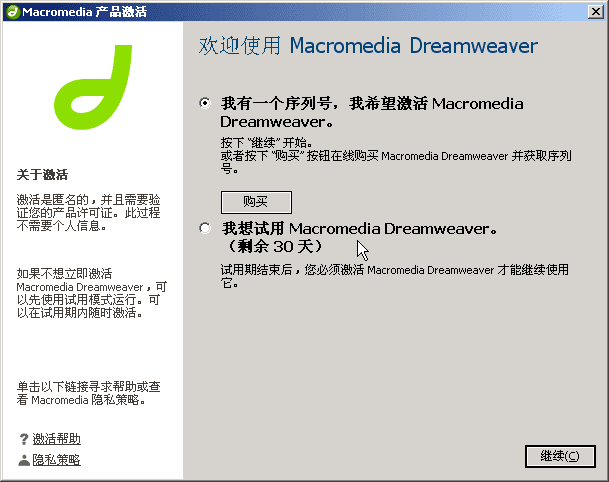 Macromedia 产品激活
欢迎使用 Macromedia Dreamweaver
我有一个序列号，我希望激活 Macromedia
Dreamweaver。
按下 “继续” 开始。
或者按下 “购买” 按钮在线购买 Macromedia Dreamweaver 并获取序列
号。
购买
我想试用 Macromedia Dreamweaver。
（剩余 30 天）
试用期结束后，您必须激活 Macromedia Dreamweaver 才能继续使用
它。
关于激活
激活是匿名的，并且需要验
证您的产品许可证。此过程
不需要个人信息。
如果不想立即激活
Macromedia Dreamweaver，可
以先使用试用模式运行。可
以在试用期内随时激活。
单击以下链接寻求帮助或查
看 Macromedia 隐私策略。
? 激活帮助
隐私策略
继续(C)